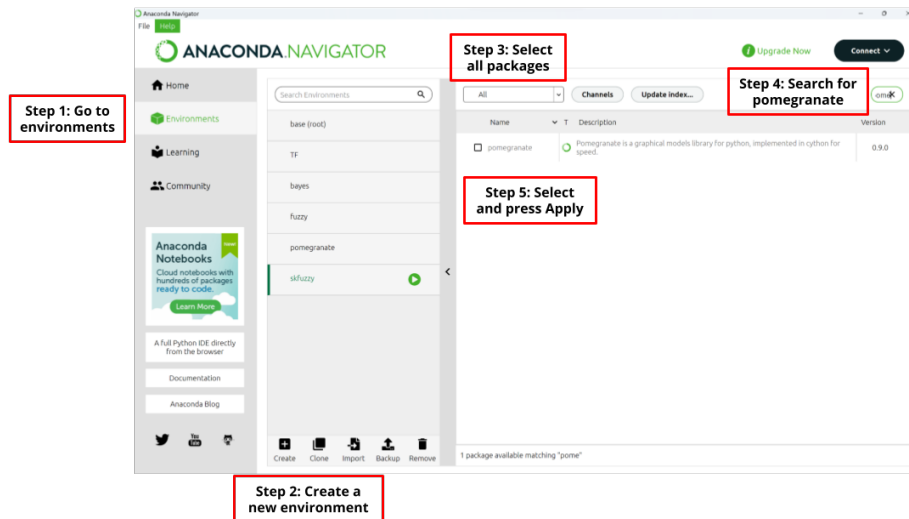 Anaconda Navigator
File Help
ANACONDA.NAVIGATOR
Step 3: Select
all packages
Upgrade Now
Connect
Step 1: Go to
environments
Home
Environments
Learning
Community
Anaconda
Notebooks
Cloud notebooks with
hundreds of packages
ready to code.
Learn More
A full Python IDE directly
from the browser
Documentation
Anaconda Blog
You
Tube
Search Environments
base (root)
TF
bayes
fuzzy
pomegranate
skfuzzy
Create Clone Import Backup Remove
Step 2: Create a
new environment
All Channels Update index...
Step 4: Search for
pomegranate
Name T Description Version
pomegranate Pomegranate is a graphical models library for python, implemented in cython for
speed. 0.9.0
Step 5: Select
and press Apply
1 package available matching "pome"